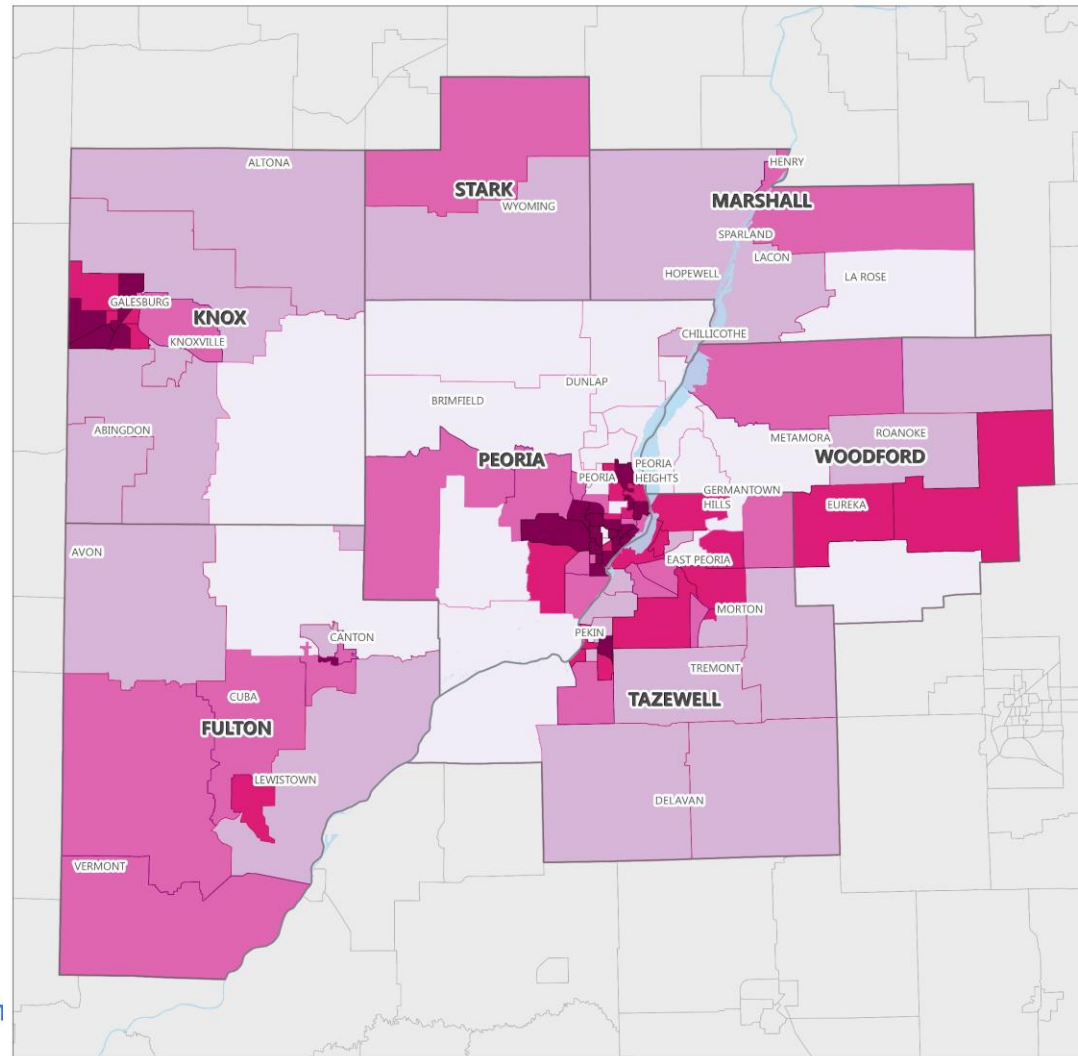 ALTONA
HENRY
STARK
MARSHALL
WYOMING
SPARLAND
LACON
HOPEWELL
LA ROSE
GALESBURG
KNOX
KNOXVILLE
CHILLICOTHE
DUNLAP
BRIMFIELD
ABINGDON
METAMORA
ROANOKE
PEORIA
WOODFORD
PEORIA
PEORIA
HEIGHTS
GERMANTOWN
HILLS
EUREKA
AVON
EAST PEORIA
MORTON
CANTON
PEKIN
TREMONT
CUBA
TAZEWELL
FULTON
LEWISTOWN
DELAVAN
VERMONT